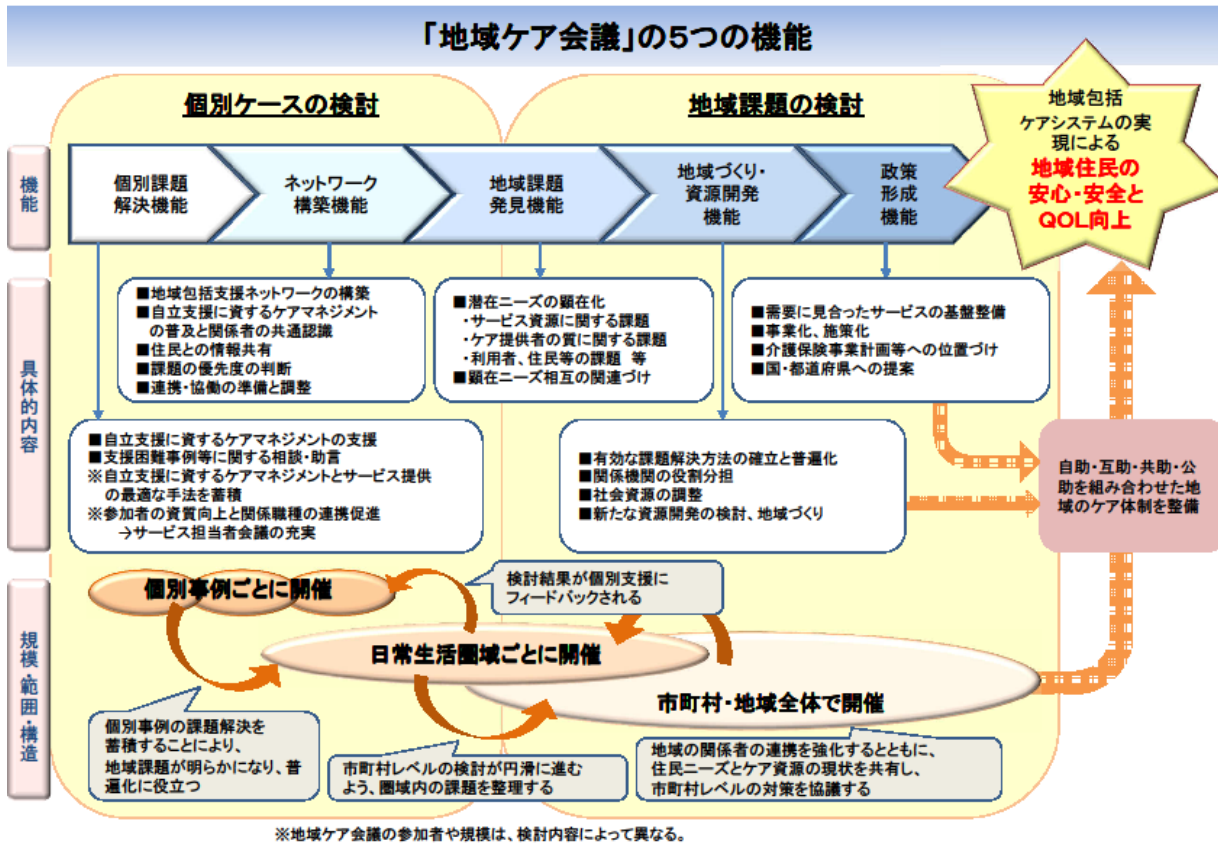 「地域ケア会議」の5つの機能
個別ケースの検討
地域課題の検討
地域包括
ケアシステムの実
現による
地域住民の
安心・安全と
QOL向上
機能
個別課題
解決機能
ネットワーク
構築機能
地域課題
発見機能
地域づくり・
資源開発
機能
政策
形成
機能
具体的内容
■地域包括支援ネットワークの構築
■自立支援に資するケアマネジメント
の普及と関係者の共通認識
■住民との情報共有
■課題の優先度の判断
■連携・協働の準備と調整
■潜在ニーズの顕在化
・サービス資源に関する課題
・ケア提供者の質に関する課題
・利用者、住民等の課題 等
■顕在ニーズ相互の関連づけ
■需要に見合ったサービスの基盤整備
■事業化、施策化
■介護保険事業計画等への位置づけ
■国・都道府県への提案
■自立支援に資するケアマネジメントの支援
■支援困難事例等に関する相談・助言
※自立支援に資するケアマネジメントとサービス提供
の最適な手法を蓄積
※参加者の資質向上と関係職種の連携促進
→サービス担当者会議の充実
■有効な課題解決方法の確立と普遍化
■関係機関の役割分担
■社会資源の調整
■新たな資源開発の検討、地域づくり
自助・互助・共助・公
助を組み合わせた地
域のケア体制を整備
規模・範囲・構造
個別事例ごとに開催
検討結果が個別支援に
フィードバックされる
日常生活圏域ごとに開催
市町村・地域全体で開催
個別事例の課題解決を
蓄積することにより、
地域課題が明らかになり、普
遍化に役立つ
市町村レベルの検討が円滑に進む
よう、圏域内の課題を整理する
地域の関係者の連携を強化するとともに、
住民ニーズとケア資源の現状を共有し、
市町村レベルの対策を協議する
※地域ケア会議の参加者や規模は、検討内容によって異なる。